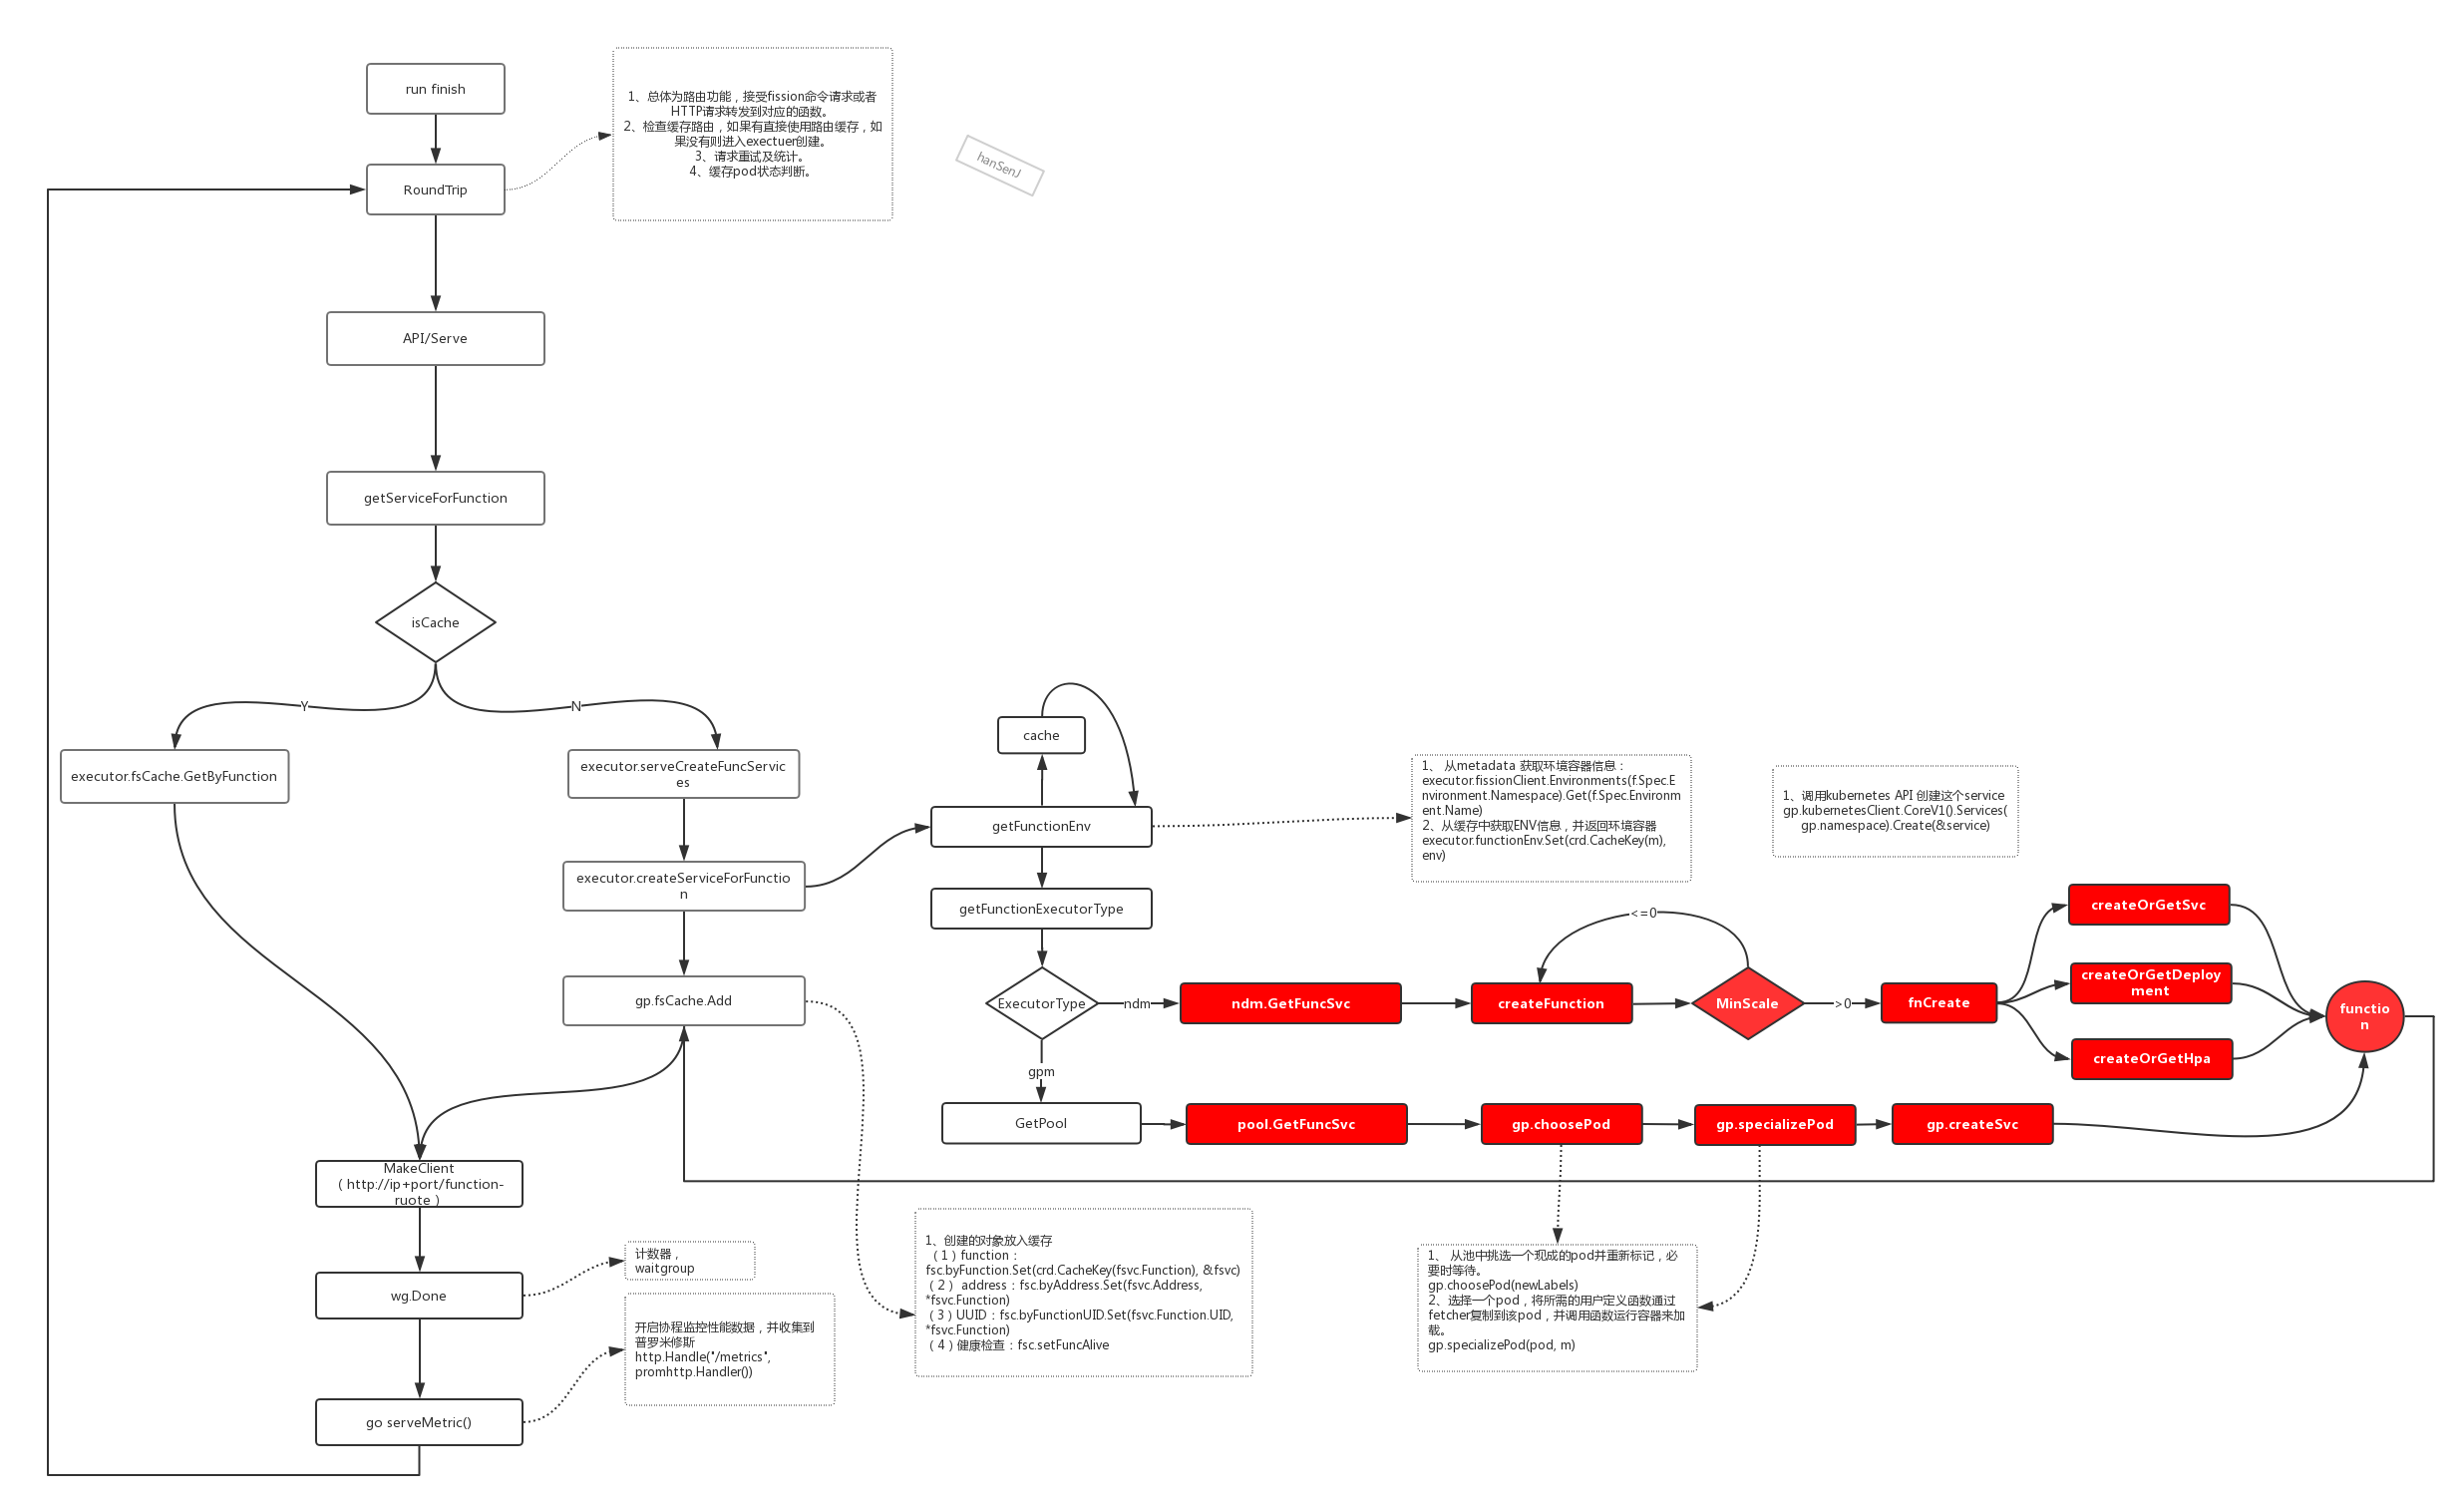 run finish
1、总体为路由功能，接受fission命令请求或者
HTTP请求转发到对应的函数。
2、检查缓存路由，如果有直接使用路由缓存，如
果没有则进入exectuer创建。
3、请求重试及统计。
4、缓存pod状态判断。
hanSenJ
RoundTrip
API/Serve
getServiceForFunction
isCache
Y
N
executor.fsCache.GetByFunction
executor.serveCreateFuncServic
es
executor.createServiceForFunctio
n
gp.fsCache.Add
cache
getFunctionEnv
getFunctionExecutorType
ExecutorType
ndm
gpm
GetPool
1、 从metadata 获取环境容器信息：
executor.fissionClient.Environments(f.Spec.E
nvironment.Namespace).Get(f.Spec.Environm
ent.Name)
2、从缓存中获取ENV信息，并返回环境容器
executor.functionEnv.Set(crd.CacheKey(m),
env)
1、调用kubernetes API 创建这个service
gp.kubernetesClient.CoreV1().Services(
gp.namespace).Create(&service)
ndm.GetFuncSvc
createFunction
<=0
MinScale
>0
fnCreate
createOrGetSvc
createOrGetDeploy
ment
createOrGetHpa
functio
n
pool.GetFuncSvc
gp.choosePod
gp.specializePod
gp.createSvc
MakeClient
（ http://ip+port/function-
ruote ）
wg.Done
go serveMetric()
计数器，
waitgroup
开启协程监控性能数据，并收集到
普罗米修斯
http.Handle("/metrics",
promhttp.Handler())
1、创建的对象放入缓存
（1）function：
fsc.byFunction.Set(crd.CacheKey(fsvc.Function), &fsvc)
（2） address：fsc.byAddress.Set(fsvc.Address,
*fsvc.Function)
（3）UUID：fsc.byFunctionUID.Set(fsvc.Function.UID,
*fsvc.Function)
（4）健康检查：fsc.setFuncAlive
1、 从池中挑选一个现成的pod并重新标记，必
要时等待。
gp.choosePod(newLabels)
2、选择一个pod，将所需的用户定义函数通过
fetcher复制到该pod，并调用函数运行容器来加
载。
gp.specializePod(pod, m)